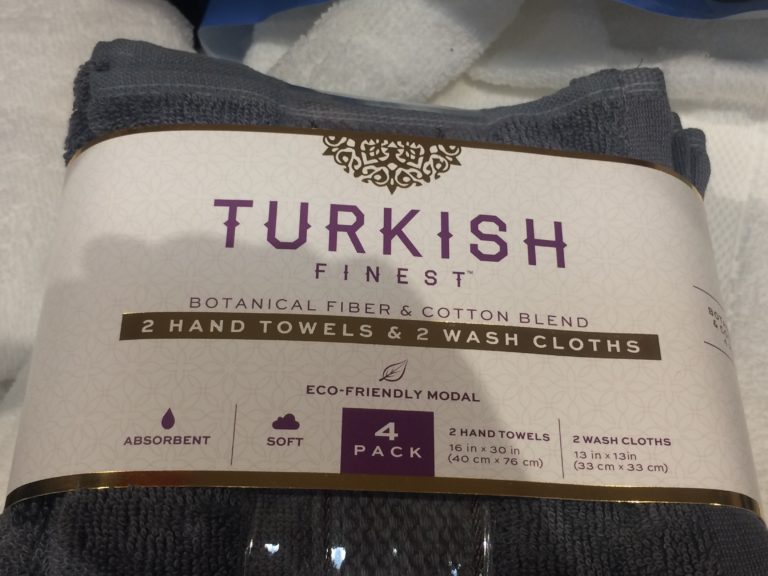 TURKISH
FINEST™
BOTANICAL FIBER & COTTON BLEND
2 HAND TOWELS & 2 WASH CLOTHS
ECO-FRIENDLY MODAL
ABSORBENT
SOFT
4
PACK
2 HAND TOWELS
16 in x 30 in
(40 cm x 76 cm)
2 WASH CLOTHS
13 in x 13in
(33 cm x 33 cm)